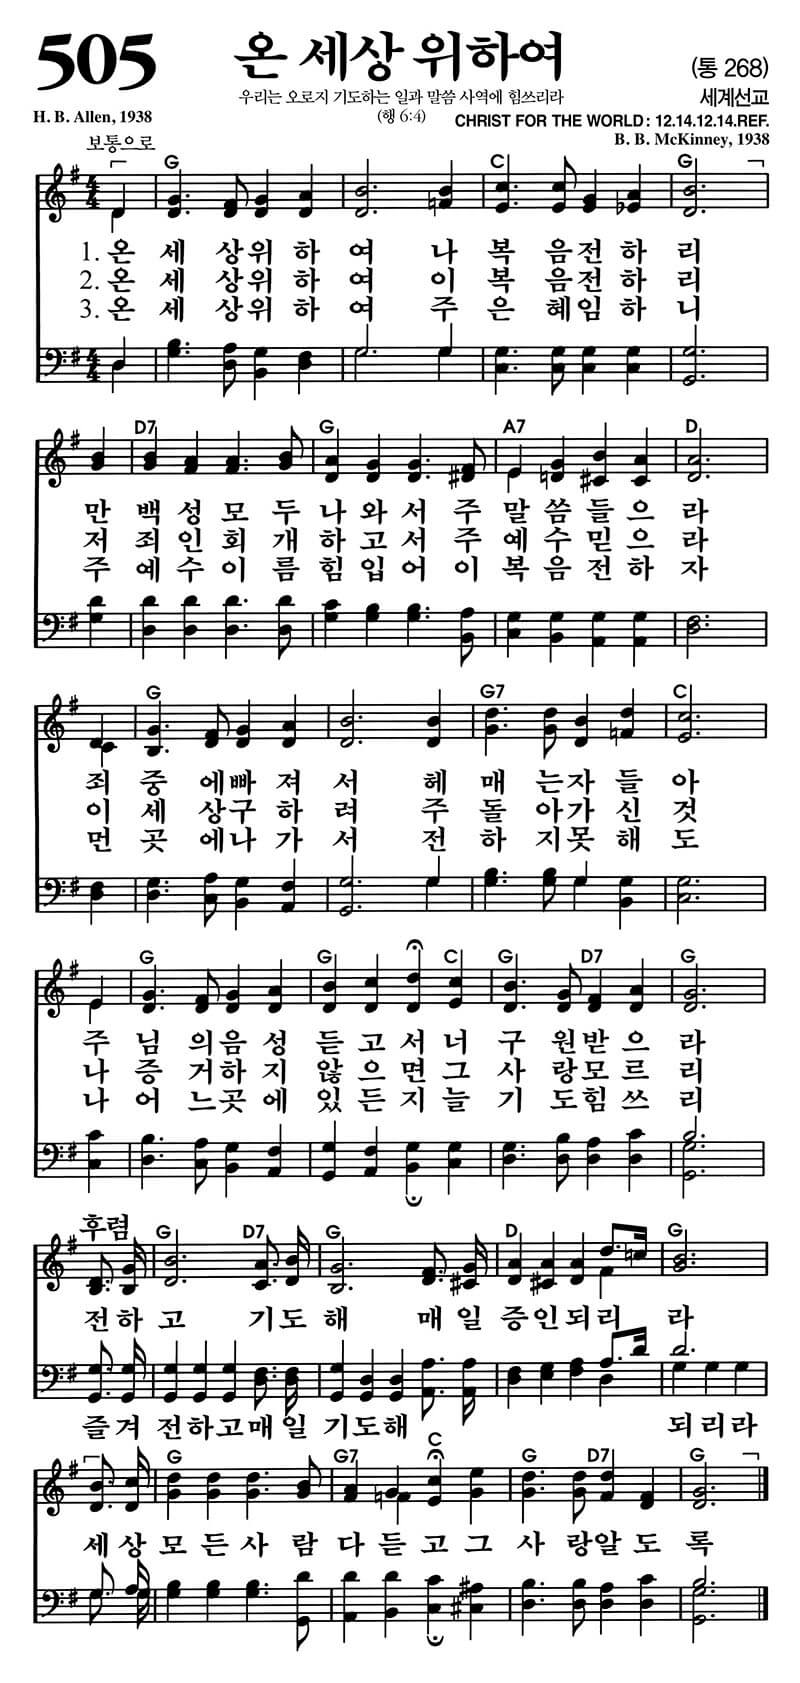 505 온 세상 위하여 (통 268)
우리는 오로지 기도하는 일과 말씀 사역에 힘쓰리라 세계선교
H. B. Allen, 1938 (행 6:4) CHRIST FOR THE WORLD : 12.14.12.14.REF.
보통으로 B. B. McKinney, 1938
G C G
1. 온 세 상위 하 여 나 복 음전 하 리
2. 온 세 상위 하 여 이 복 음전 하 리
3. 온 세 상위 하 여 주 은 혜임 하 니
D7 G A7 D
만 백 성 모 두 나 와 서 주 말 씀 들 으 라
저 죄 인 회 개 하 고 서 주 예 수 믿 으 라
주 예 수 이 름 힘 입 어 이 복 음 전 하 자
G G7 C
죄 중 에빠 져 서 헤 매 는자 들 아
이 세 상구 하 려 주 돌 아가 신 것
먼 곳 에나 가 서 전 하 지못 해 도
G G C G D7 G
주 님 의음 성 듣 고 서 너 구 원받 으 라
나 증 거하 지 않 으 면 그 사 랑모 르 리
나 어 느곳 에 있 든 지 늘 기 도힘 쓰 리
후렴
G D7 G D G
전하 고 기도 해 매 일 증인되리 라
즐겨 전하고매일 기도해 되리라
G G7 C G D7 G
세상 모 든 사 람 다 듣 고 그 사 랑알 도 록